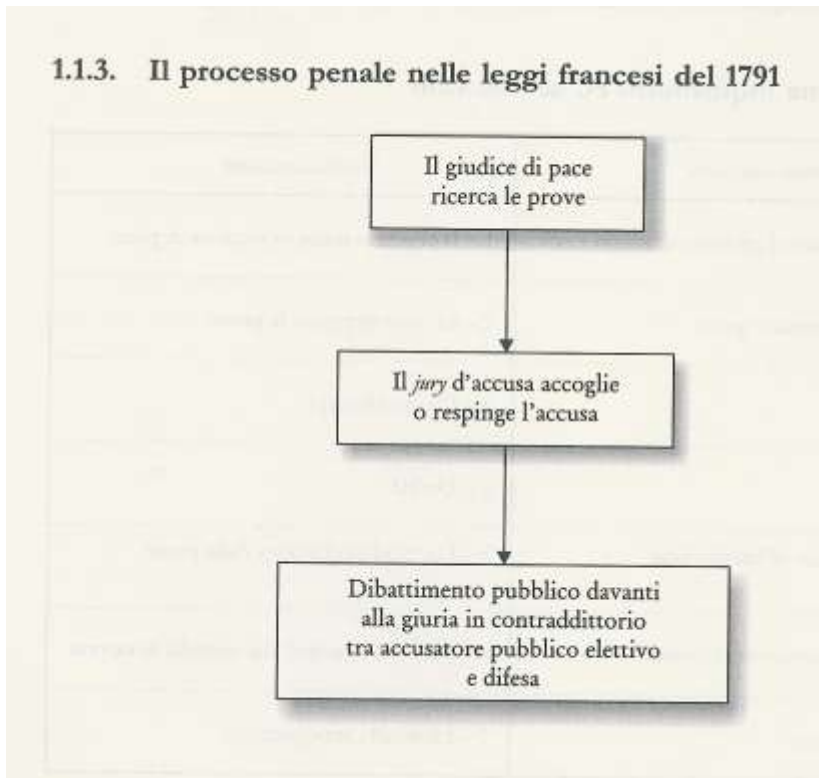 1.1.3. Il processo penale nelle leggi francesi del 1791
Il giudice di pace
ricerca le prove
Il jury d'accusa accoglie
o respinge l'accusa
Dibattimento pubblico davanti
alla giuria in contraddittorio
tra accusatore pubblico elettivo
e difesa